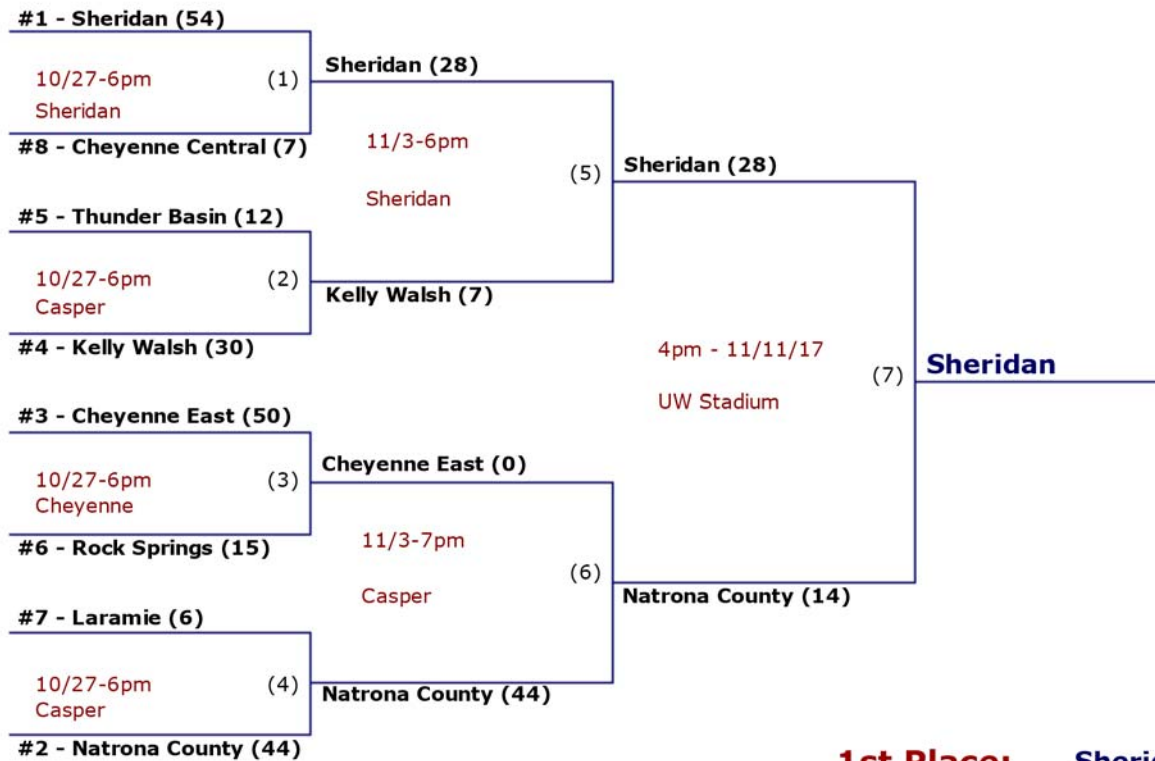 #1 - Sheridan (54)
10/27-6pm (1)
Sheridan
#8 - Cheyenne Central (7)
Sheridan (28)
11/3-6pm
(5)
Sheridan
#5 - Thunder Basin (12)
10/27-6pm (2)
Casper
#4 - Kelly Walsh (30)
Kelly Walsh (7)
Sheridan (28)
4pm - 11/11/17
(7)
UW Stadium
Sheridan
#3 - Cheyenne East (50)
10/27-6pm (3)
Cheyenne
#6 - Rock Springs (15)
Cheyenne East (0)
11/3-7pm
(6)
Casper
Natrona County (14)
#7 - Laramie (6)
10/27-6pm (4)
Casper
#2 - Natrona County (44)
Natrona County (44)
1st Place: